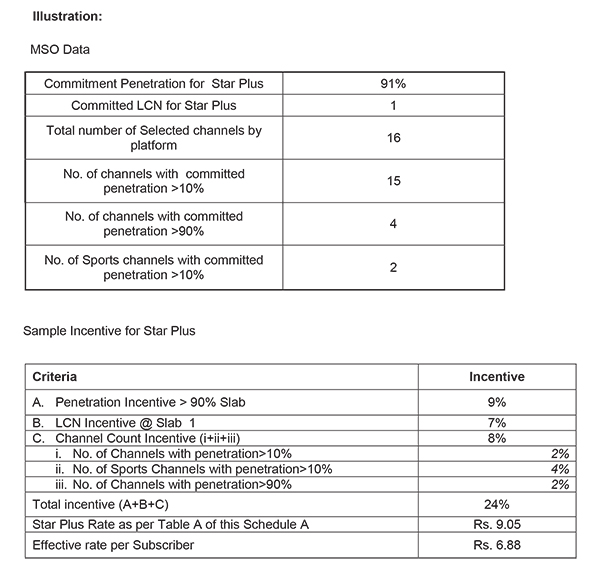 Illustration:
MSO Data
Commitment Penetration for Star Plus 91%
Committed LCN for Star Plus 1
Total number of Selected channels by
platform 16
No. of channels with committed
penetration >10% 15
No. of channels with committed
penetration >90% 4
No. of Sports channels with committed
penetration >10% 2
Sample Incentive for Star Plus
Criteria Incentive
A. Penetration Incentive > 90% Slab 9%
B. LCN Incentive @ Slab 1 7%
C. Channel Count Incentive (i+ii+iii) 8%
i. No. of Channels with penetration>10% 2%
ii. No. of Sports Channels with penetration>10% 4%
iii. No. of Channels with penetration>90% 2%
Total incentive (A+B+C) 24%
Star Plus Rate as per Table A of this Schedule A Rs. 9.05
Effective rate per Subscriber Rs. 6.88